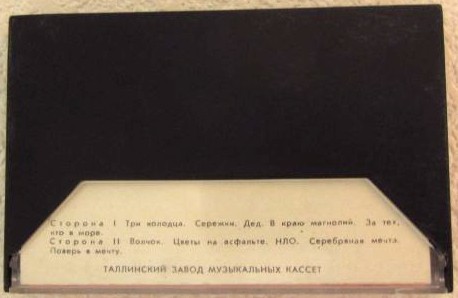 Сторона I Три колодца. Сережки. Дед. В краю магнолий. За тех,
кто в море.
Сторона II Волчок. Цветы на асфальте. НЛО. Серебряная мечта.
Поверь в мечту.
ТАЛЛИНСКИЙ ЗАВОД МУЗЫКАЛЬНЫХ КАССЕТ